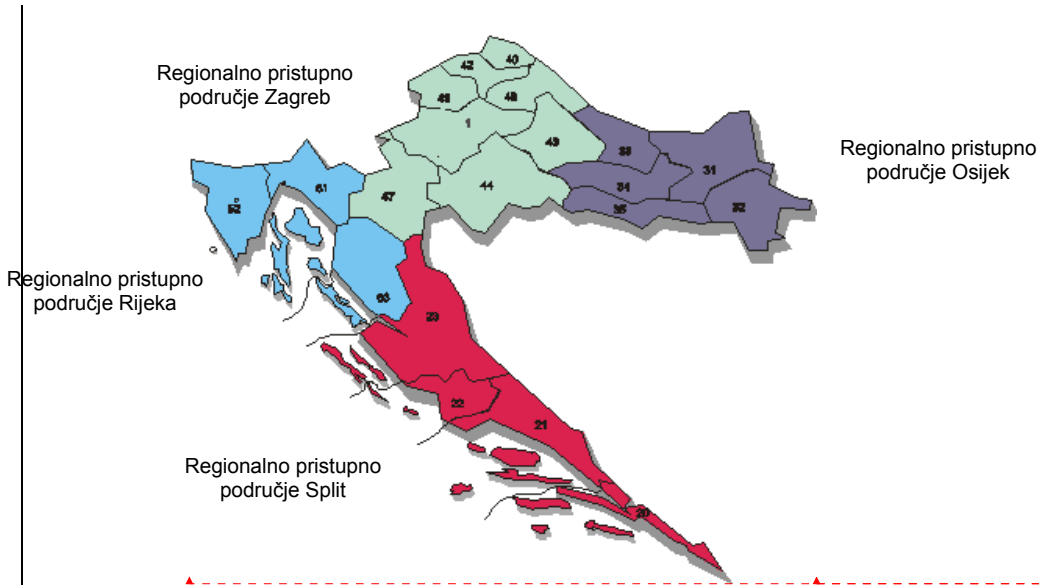 Regionalno pristupno
područje Zagreb
Regionalno pristupno
područje Osijek
Regionalno pristupno
područje Rijeka
Regionalno pristupno
područje Split
42
40
49
48
1
43
33
31
47
44
34
35
32
51
52
53
23
22
21
20